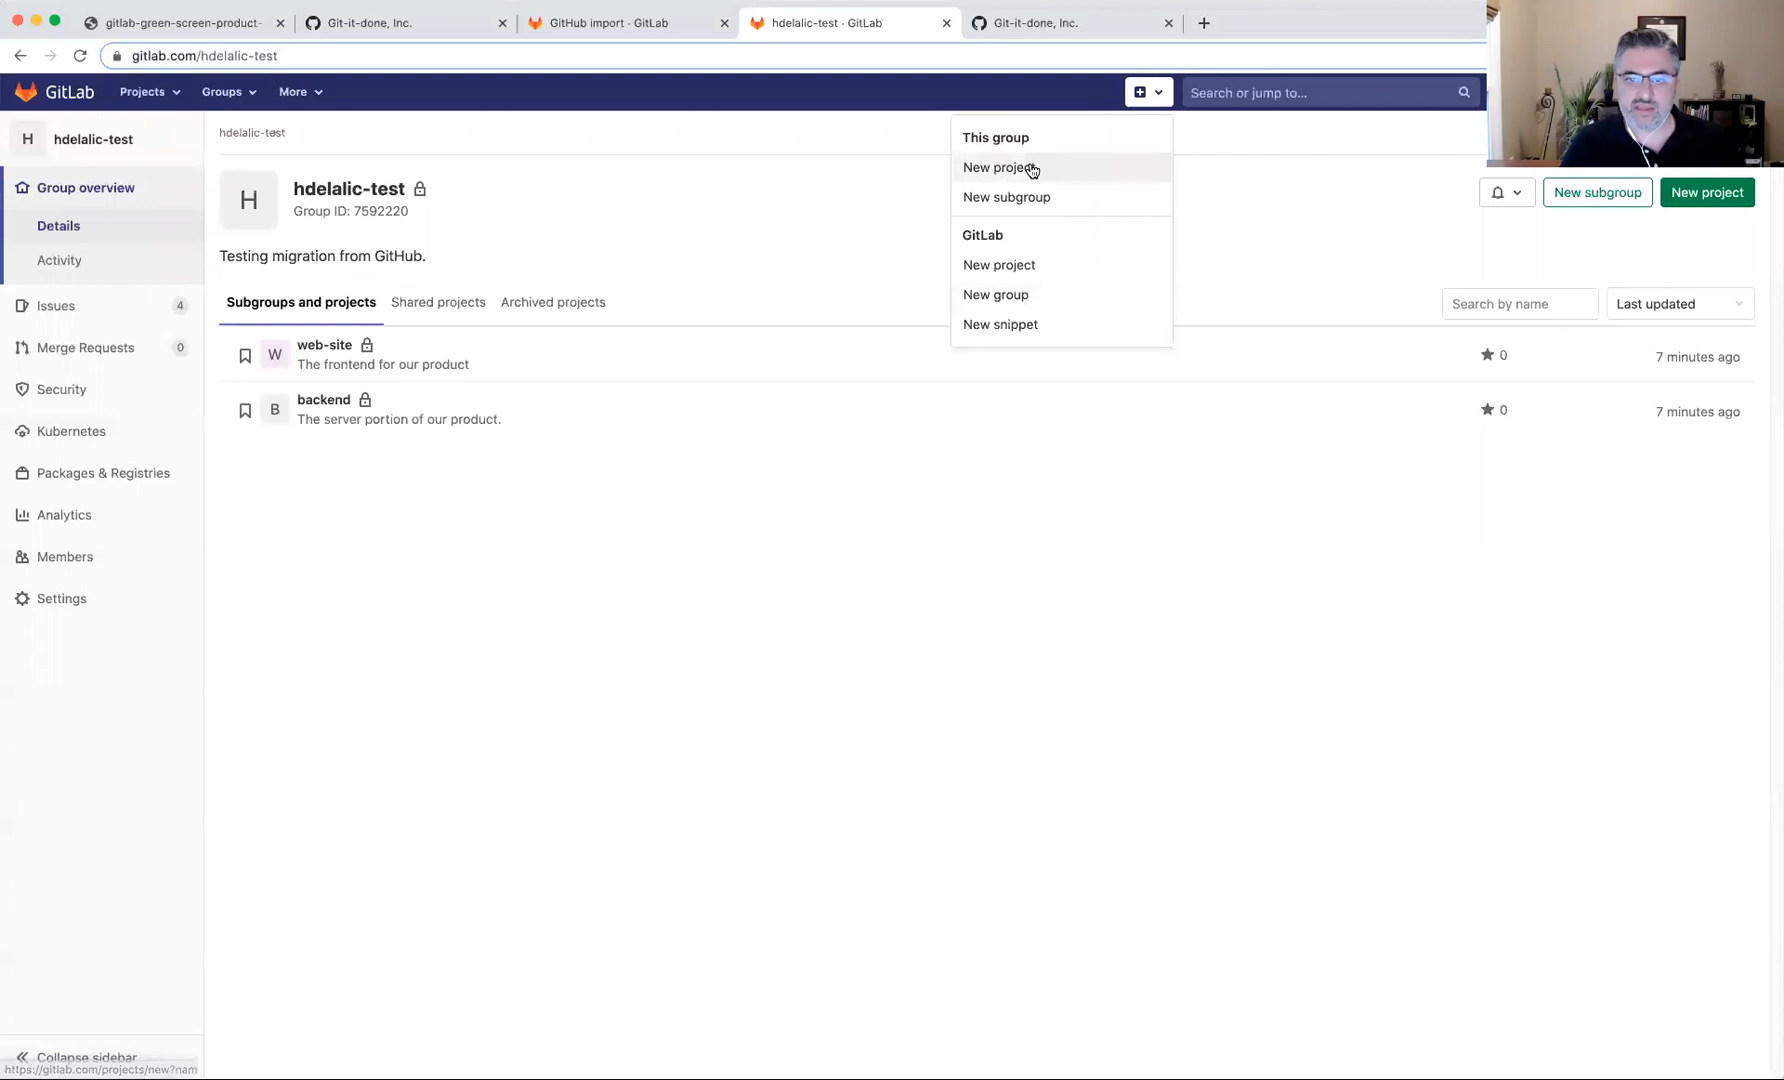 gitlab-green-screen-product-
Git-it-done, Inc.
GitHub import · GitLab
hdelalic-test · GitLab
Git-it-done, Inc.
gitlab.com/hdelalic-test
GitLab
Projects
Groups
More
Search or jump to...
H
hdelalic-test
Group overview
Details
Activity
Issues
4
Merge Requests
0
Security
Kubernetes
Packages & Registries
Analytics
Members
Settings
Collapse sidebar
https://gitlab.com/projects/new?nam
hdelalic-test
H
hdelalic-test
Group ID: 7592220
Testing migration from GitHub.
This group
New project
New subgroup
GitLab
New project
New group
New snippet
New subgroup
New project
Subgroups and projects
Shared projects
Archived projects
Search by name
Last updated
W
web-site
The frontend for our product
0
7 minutes ago
B
backend
The server portion of our product.
0
7 minutes ago